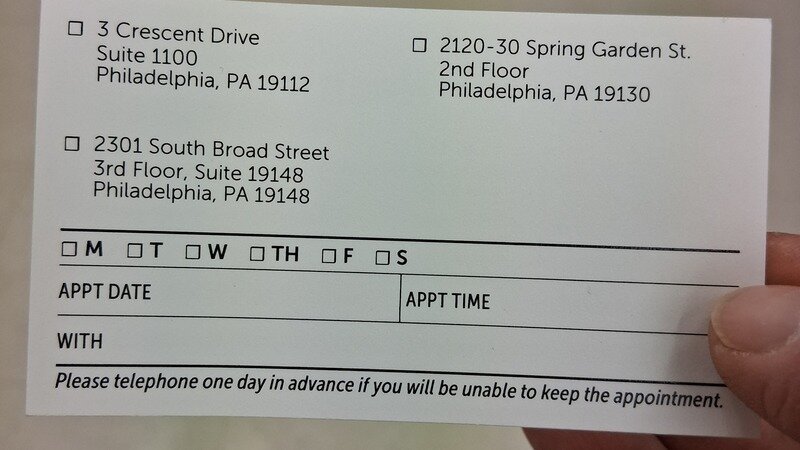 3 Crescent Drive
Suite 1100
Philadelphia, PA 19112
2120-30 Spring Garden St.
2nd Floor
Philadelphia, PA 19130
2301 South Broad Street
3rd Floor, Suite 19148
Philadelphia, PA 19148
☐ M ☐ T ☐ W ☐ TH ☐ F ☐ S
APPT DATE
APPT TIME
WITH
Please telephone one day in advance if you will be unable to keep the appointment.